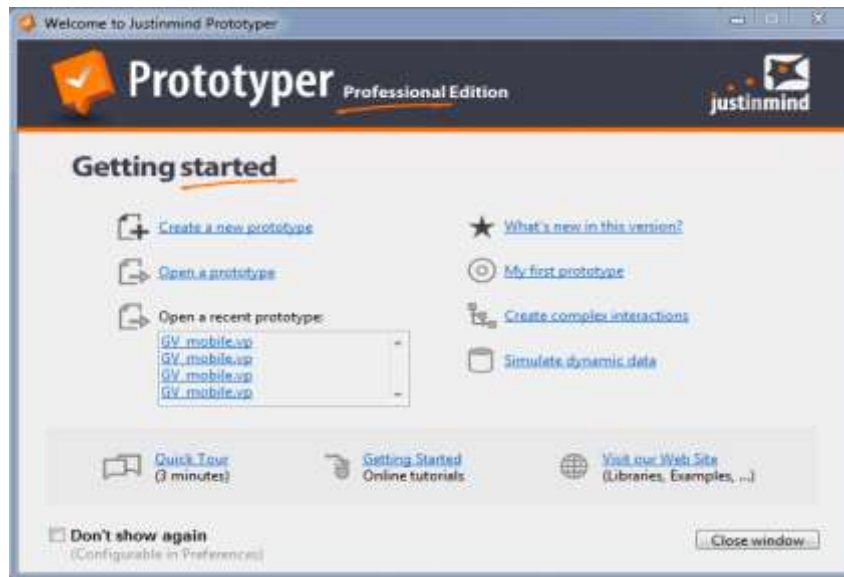 Welcome to Justinmind Prototyper
Prototyper Professional Edition
justinmind
Getting started
Create a new prototype
What's new in this version?
Open a prototype
My first prototype
Open a recent prototype:
Create complex interactions
GV_mobile.vp
GV_mobile.vp
GV_mobile.vp
GV_mobile.vp
Simulate dynamic data
Quick Tour
(3 minutes)
Getting Started
Online tutorials
Visit our Web Site
(Libraries, Examples, ...)
Don't show again
(Configurable in Preferences)
Close window